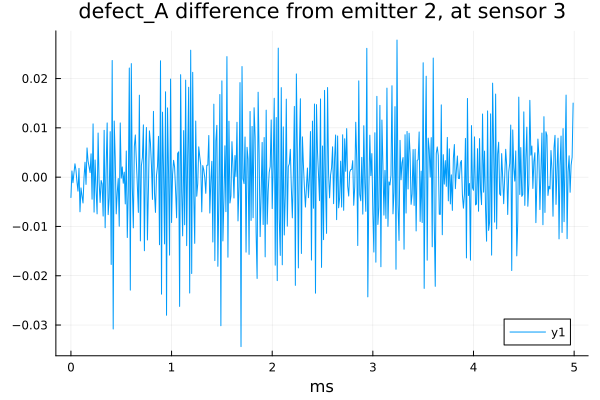 defect_A difference from emitter 2, at sensor 3
0.02
0.01
0.00
−0.01
−0.02
−0.03
0 1 2 3 4 5
ms
y1